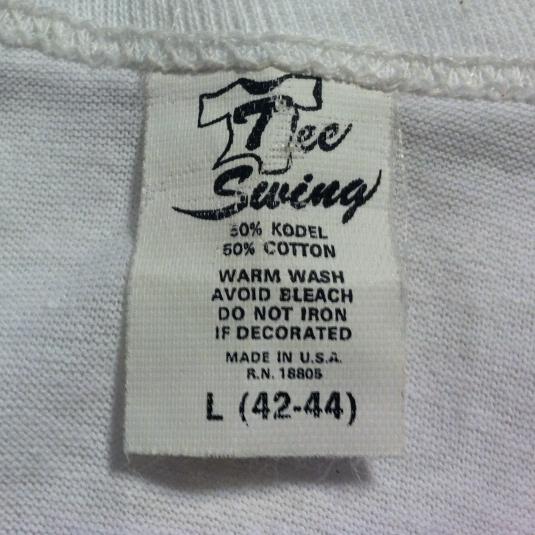 Tee
Swing
50% KODEL
50% COTTON
WARM WASH
AVOID BLEACH
DO NOT IRON
IF DECORATED
MADE IN U.S.A.
R.N. 18805
L (42-44)